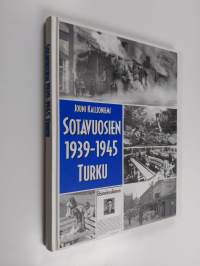 JOUNI KALLIONIEMI
SOTAVUOSIEN
1939-1945
TURKU